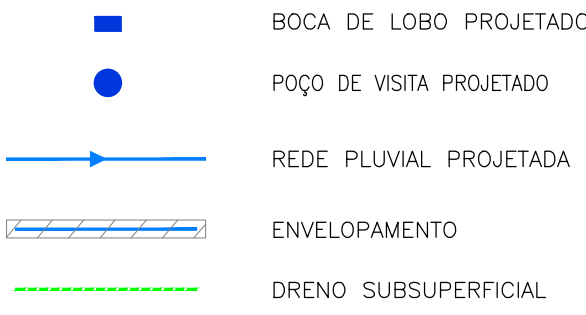 BOCA DE LOBO PROJETADO
POÇO DE VISITA PROJETADO
REDE PLUVIAL PROJETADA
ENVELOPAMENTO
DRENO SUBSUPERFICIAL